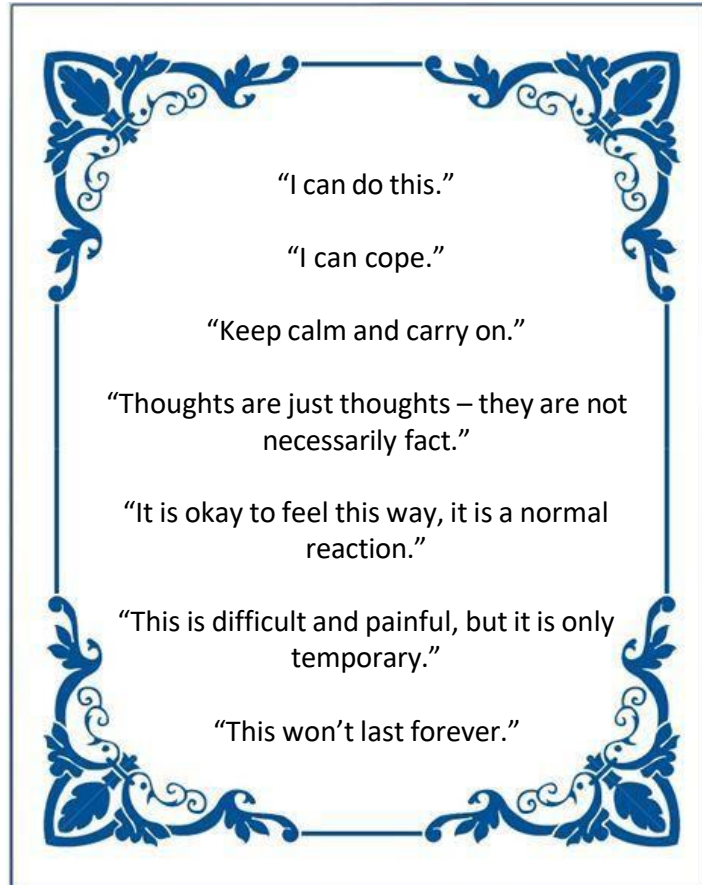 “I can do this.”
“I can cope.”
“Keep calm and carry on.”
“Thoughts are just thoughts – they are not
necessarily fact.”
“It is okay to feel this way, it is a normal
reaction.”
“This is difficult and painful, but it is only
temporary.”
“This won’t last forever.”